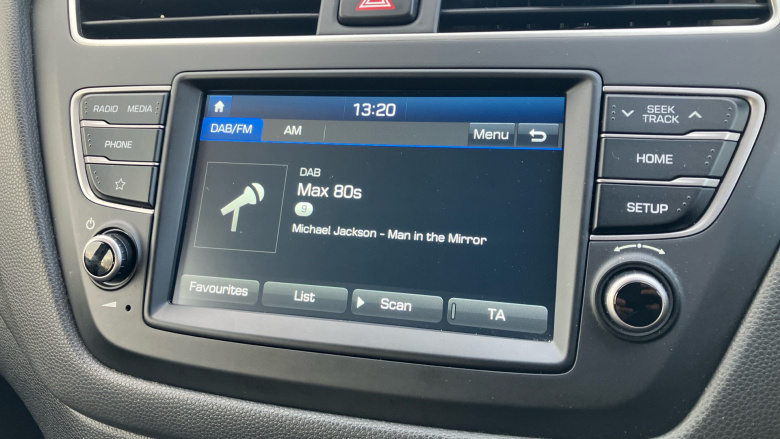 13:20
DAB/FM
AM
Menu
DAB
Max 80s
9
Michael Jackson - Man in the Mirror
Favourites
List
Scan
TA
RADIO MEDIA
PHONE
SEEK
TRACK
HOME
SETUP